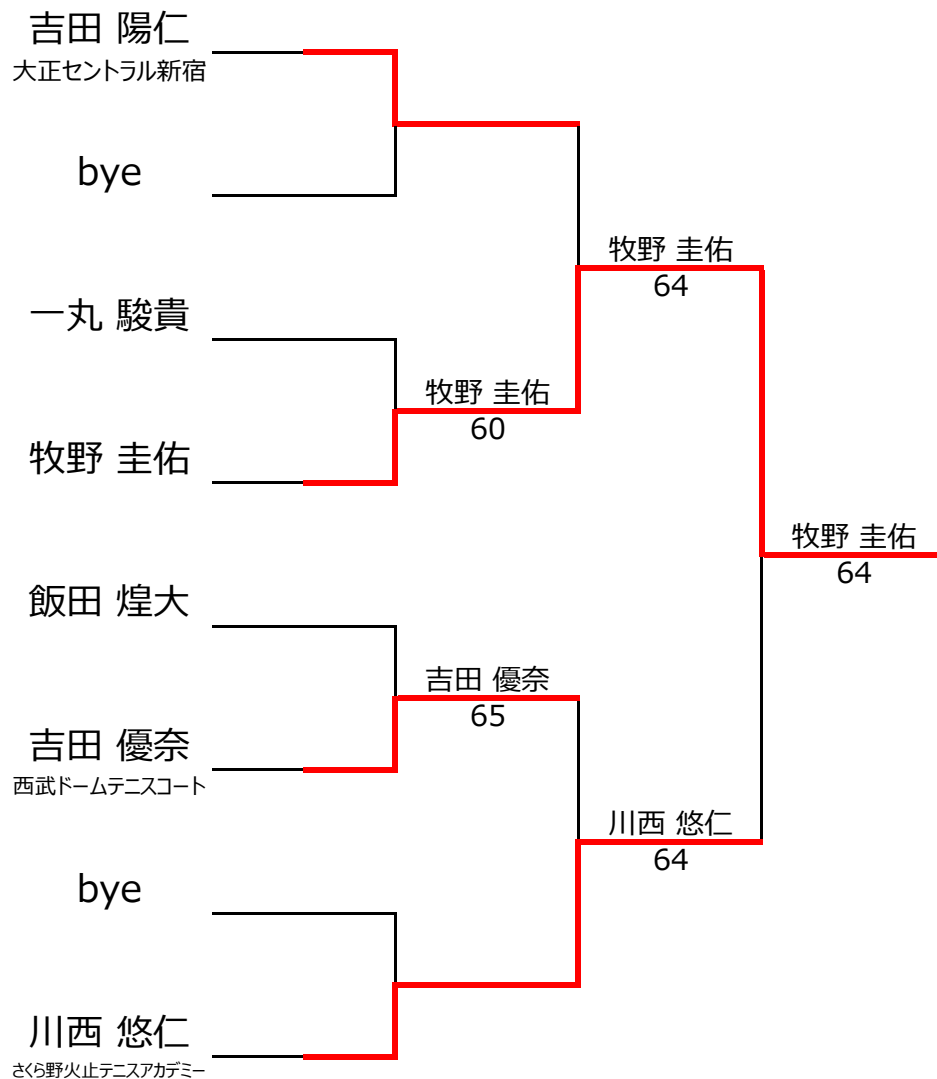 吉田 陽仁
大正セントラル新宿
bye
牧野 圭佑
64
一丸 駿貴
牧野 圭佑
60
牧野 圭佑
牧野 圭佑
64
飯田 煌大
吉田 優奈
65
吉田 優奈
西武ドームテニスコート
川西 悠仁
64
bye
川西 悠仁
さくら野火止テニスアカデミー